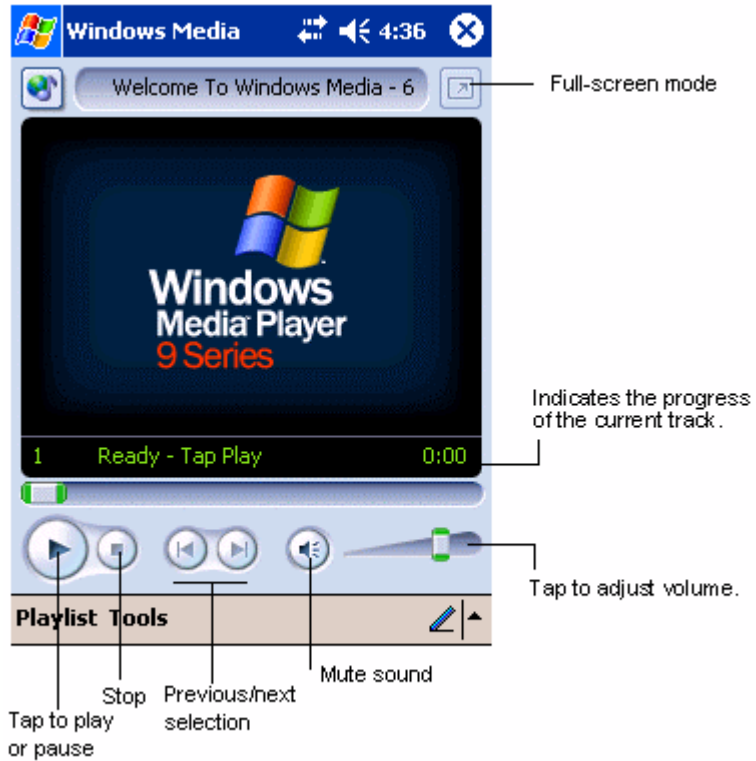 Windows Media 4:36
Welcome To Windows Media - 6
Full-screen mode
Windows
Media Player
9 Series
Indicates the progress
of the current track.
1 Ready - Tap Play 0:00
Tap to adjust volume.
Playlist Tools
Mute sound
Stop
Previous/next
selection
Tap to play
or pause